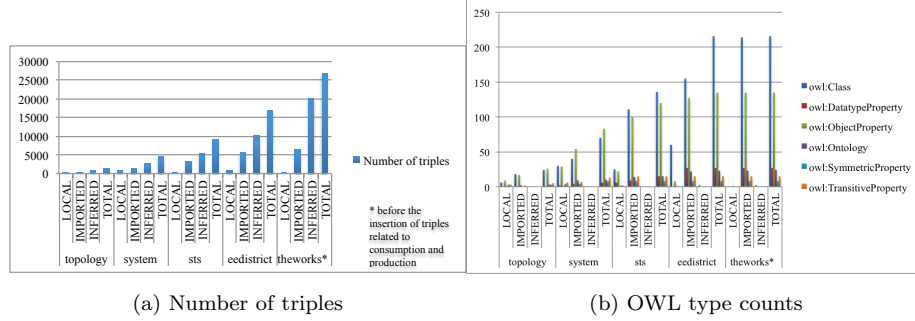 30000
25000
20000
15000
10000
5000
0
LOCAL
IMPORTED
INFERRED
TOTAL
LOCAL
IMPORTED
INFERRED
TOTAL
LOCAL
IMPORTED
INFERRED
TOTAL
LOCAL
IMPORTED
INFERRED
TOTAL
LOCAL
IMPORTED
INFERRED
TOTAL
topology system sts eedistrict theworks*
Number of triples
* before the
insertion of triples
related to
consumption and
production
(a) Number of triples
250
200
150
100
50
0
LOCAL
IMPORTED
INFERRED
TOTAL
LOCAL
IMPORTED
INFERRED
TOTAL
LOCAL
IMPORTED
INFERRED
TOTAL
LOCAL
IMPORTED
INFERRED
TOTAL
LOCAL
IMPORTED
INFERRED
TOTAL
topology system sts eedistrict theworks*
owl:Class
owl:DatatypeProperty
owl:ObjectProperty
owl:Ontology
owl:SymmetricProperty
owl:TransitiveProperty
(b) OWL type counts